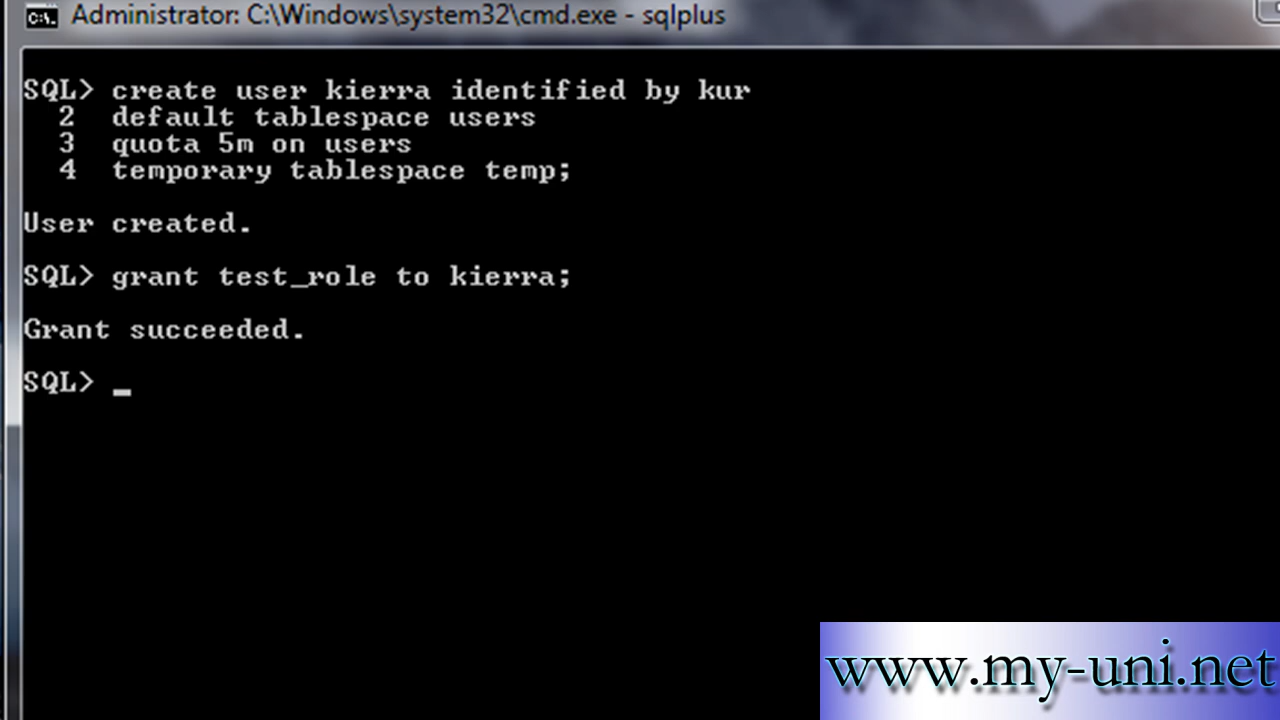 Administrator: C:\Windows\system32\cmd.exe - sqlplus
SQL> create user kierra identified by kur
2 default tablespace users
3 quota 5m on users
4 temporary tablespace temp;
User created.
SQL> grant test_role to kierra;
Grant succeeded.
SQL> _
www.my-uni.net